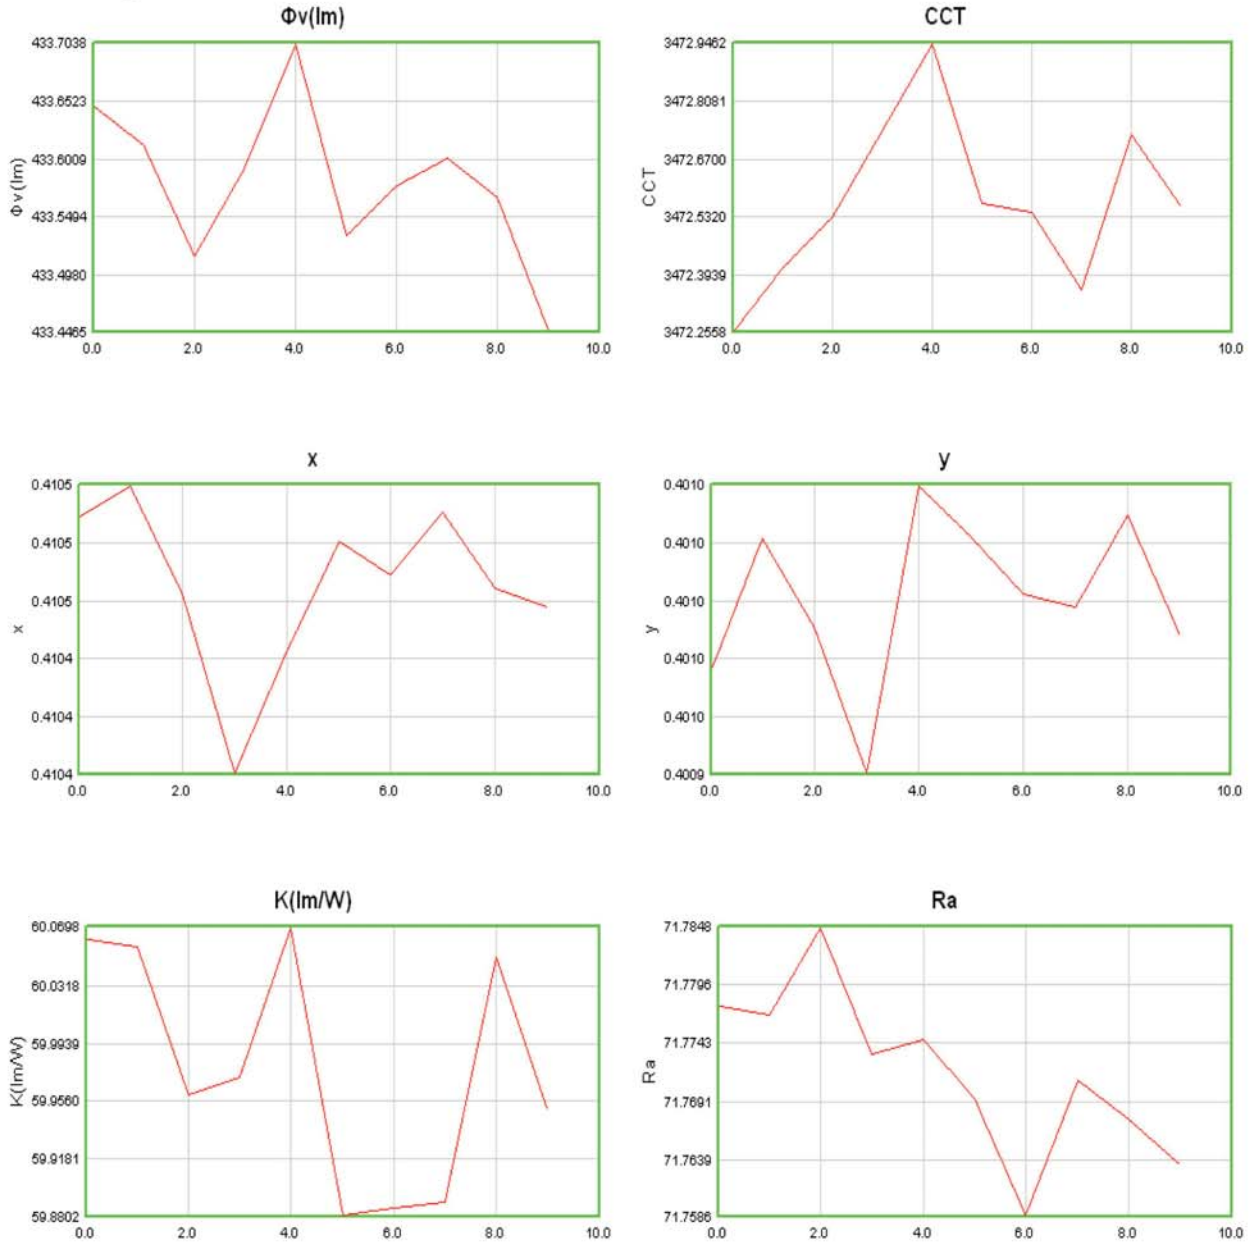 Φv(lm)
433.7038
433.6523
433.6009
433.5494
433.4980
433.4465
Φv(lm)
0.0 2.0 4.0 6.0 8.0 10.0
CCT
3472.9462
3472.8081
3472.6700
3472.5320
3472.3939
3472.2558
CCT
0.0 2.0 4.0 6.0 8.0 10.0
x
0.4105
0.4105
0.4105
0.4104
0.4104
0.4104
x
0.0 2.0 4.0 6.0 8.0 10.0
y
0.4010
0.4010
0.4010
0.4010
0.4010
0.4009
y
0.0 2.0 4.0 6.0 8.0 10.0
K(lm/W)
60.0698
60.0318
59.9939
59.9560
59.9181
59.8802
K(lm/W)
0.0 2.0 4.0 6.0 8.0 10.0
Ra
71.7848
71.7796
71.7743
71.7691
71.7639
71.7586
Ra
0.0 2.0 4.0 6.0 8.0 10.0